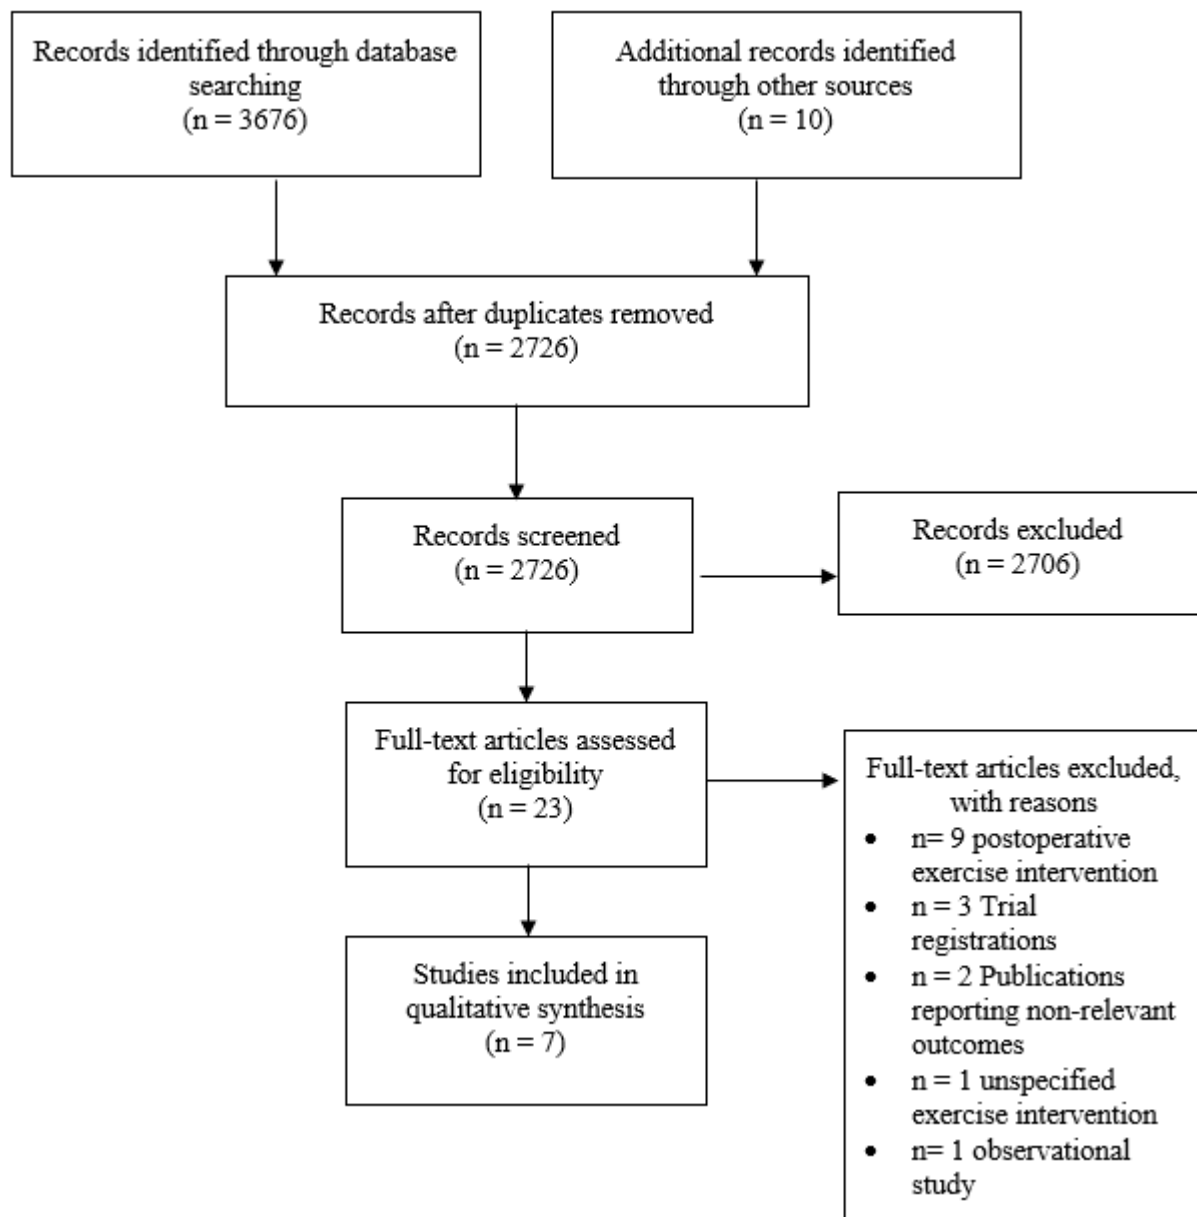 Records identified through database
searching
(n = 3676)
Additional records identified
through other sources
(n = 10)
Records after duplicates removed
(n = 2726)
Records screened
(n = 2726)
Records excluded
(n = 2706)
Full-text articles assessed
for eligibility
(n = 23)
Full-text articles excluded,
with reasons
• n= 9 postoperative
exercise intervention
• n = 3 Trial
registrations
• n = 2 Publications
reporting non-relevant
outcomes
• n = 1 unspecified
exercise intervention
• n= 1 observational
study
Studies included in
qualitative synthesis
(n = 7)